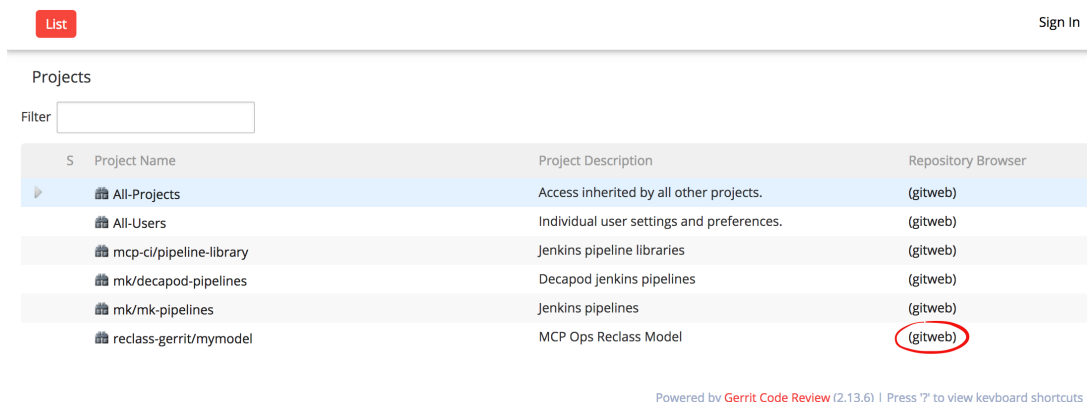 List Sign In
Projects
Filter
S Project Name Project Description Repository Browser
All-Projects Access inherited by all other projects. (gitweb)
All-Users Individual user settings and preferences. (gitweb)
mcp-ci/pipeline-library Jenkins pipeline libraries (gitweb)
mk/decapod-pipelines Decapod jenkins pipelines (gitweb)
mk/mk-pipelines Jenkins pipelines (gitweb)
reclass-gerrit/mymodel MCP Ops Reclass Model (gitweb)
Powered by Gerrit Code Review (2.13.6) | Press '?' to view keyboard shortcuts